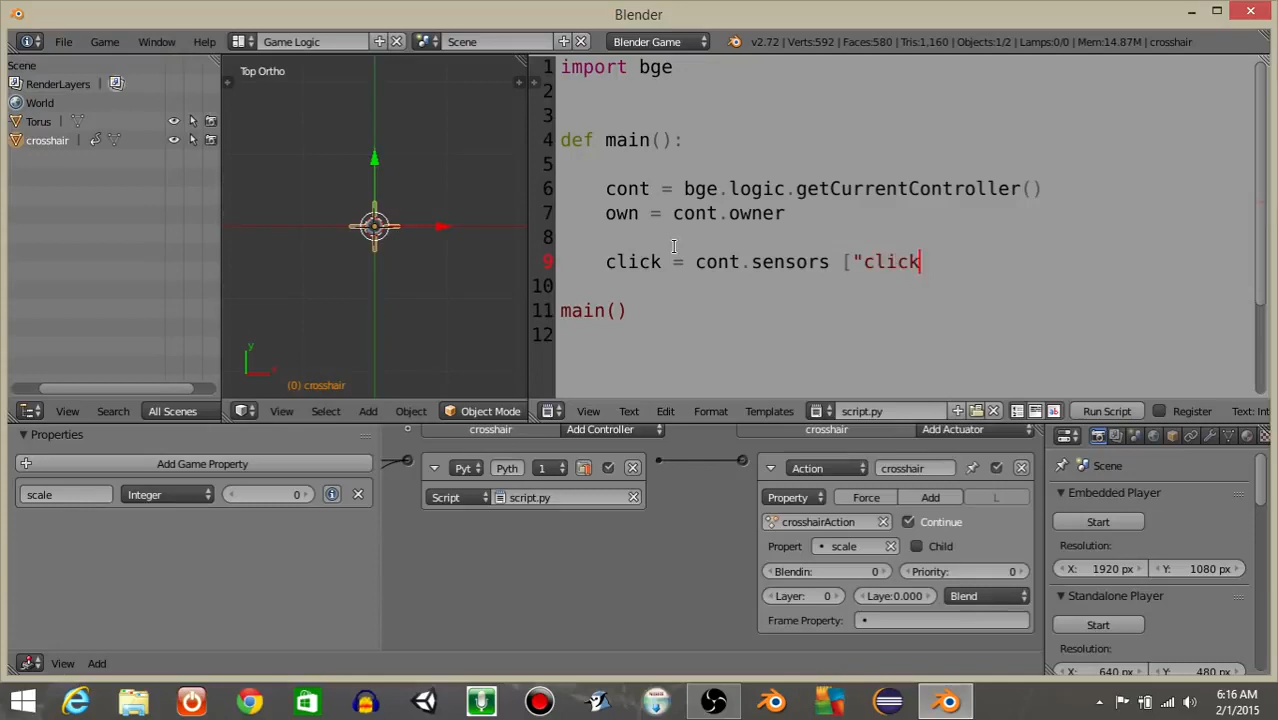 Blender
File Game Window Help Game Logic Scene Blender Game v2.72 | Verts:592 | Faces:580 | Tris:1,160 | Objects:1/2 | Lamps:0/0 | Mem:14.87M | crosshair
Scene
RenderLayers
World
Torus
crosshair
Top Ortho
y
x
(0) crosshair
1 import bge
2
3
4 def main():
5
6 cont = bge.logic.getCurrentController()
7 own = cont.owner
8
9 click = cont.sensors ["click
10
11 main()
12
View Search All Scenes
View Select Add Object Object Mode
View Text Edit Format Templates script.py Run Script Register Text: Int
Properties
Add Game Property
scale Integer 0
crosshair Add Controller
Pyt Pyth 1
Script script.py
crosshair Add Actuator
Action crosshair
Property Force Add L
crosshairAction Continue
Propert scale Child
Blendin: 0 Priority: 0
Layer: 0 Laye:0.000 Blend
Frame Property:
Scene
Embedded Player
Start
Resolution:
X: 1920 px Y: 1080 px
Standalone Player
Start
Resolution:
X: 640 px Y: 480 px
View Add
6:16 AM
2/1/2015